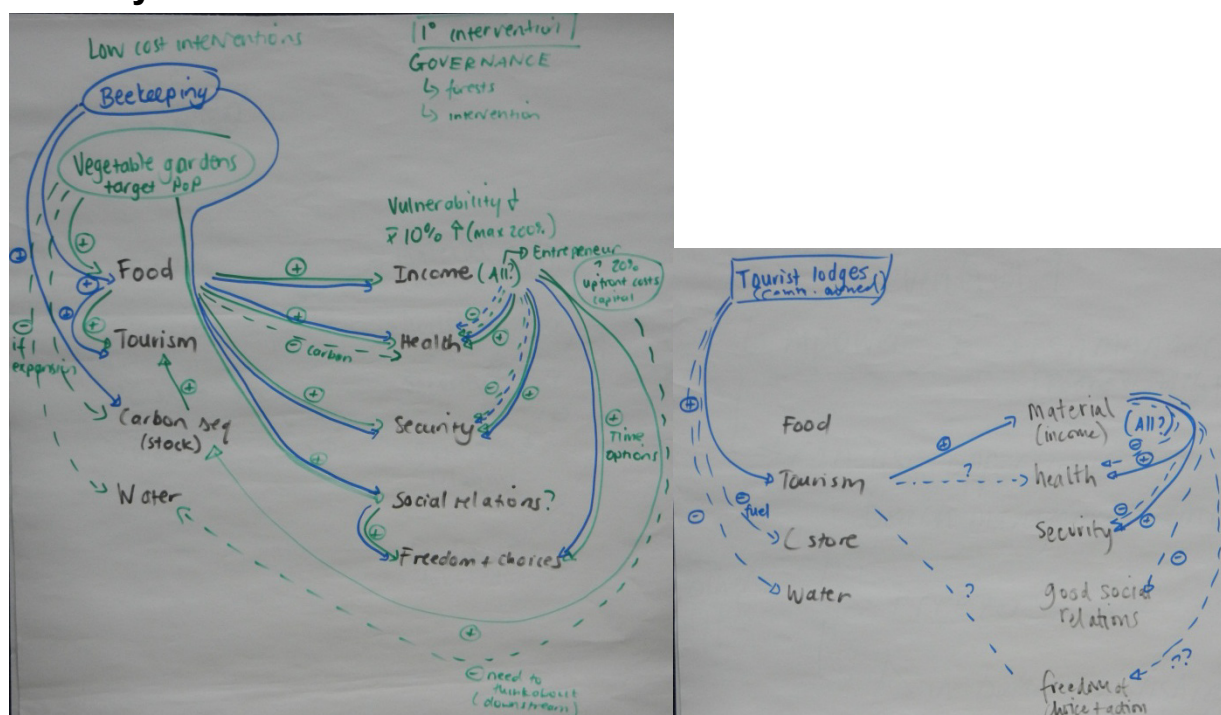 Low cost interventions
1° intervention
GOVERNANCE
↳ forests
↳ intervention
Beekeeping
Vegetable gardens
target pop
Vulnerability ↓
10% ↑ (max 200%)
Entrepreneur
? 20%
upfront costs
capital
Food
Income (All?)
Tourism
Health
carbon
if
expansion
Carbon seq
(stock)
Security
Time
options
Water
Social relations?
Freedom + choices
need to
think about
(downstream)
Tourist lodges
(comm. owned)
Food
Material
(income)
(All?)
Tourism
?
health
fuel
C store
Security
Water
?
good social
relations
??
freedom of
choice + action